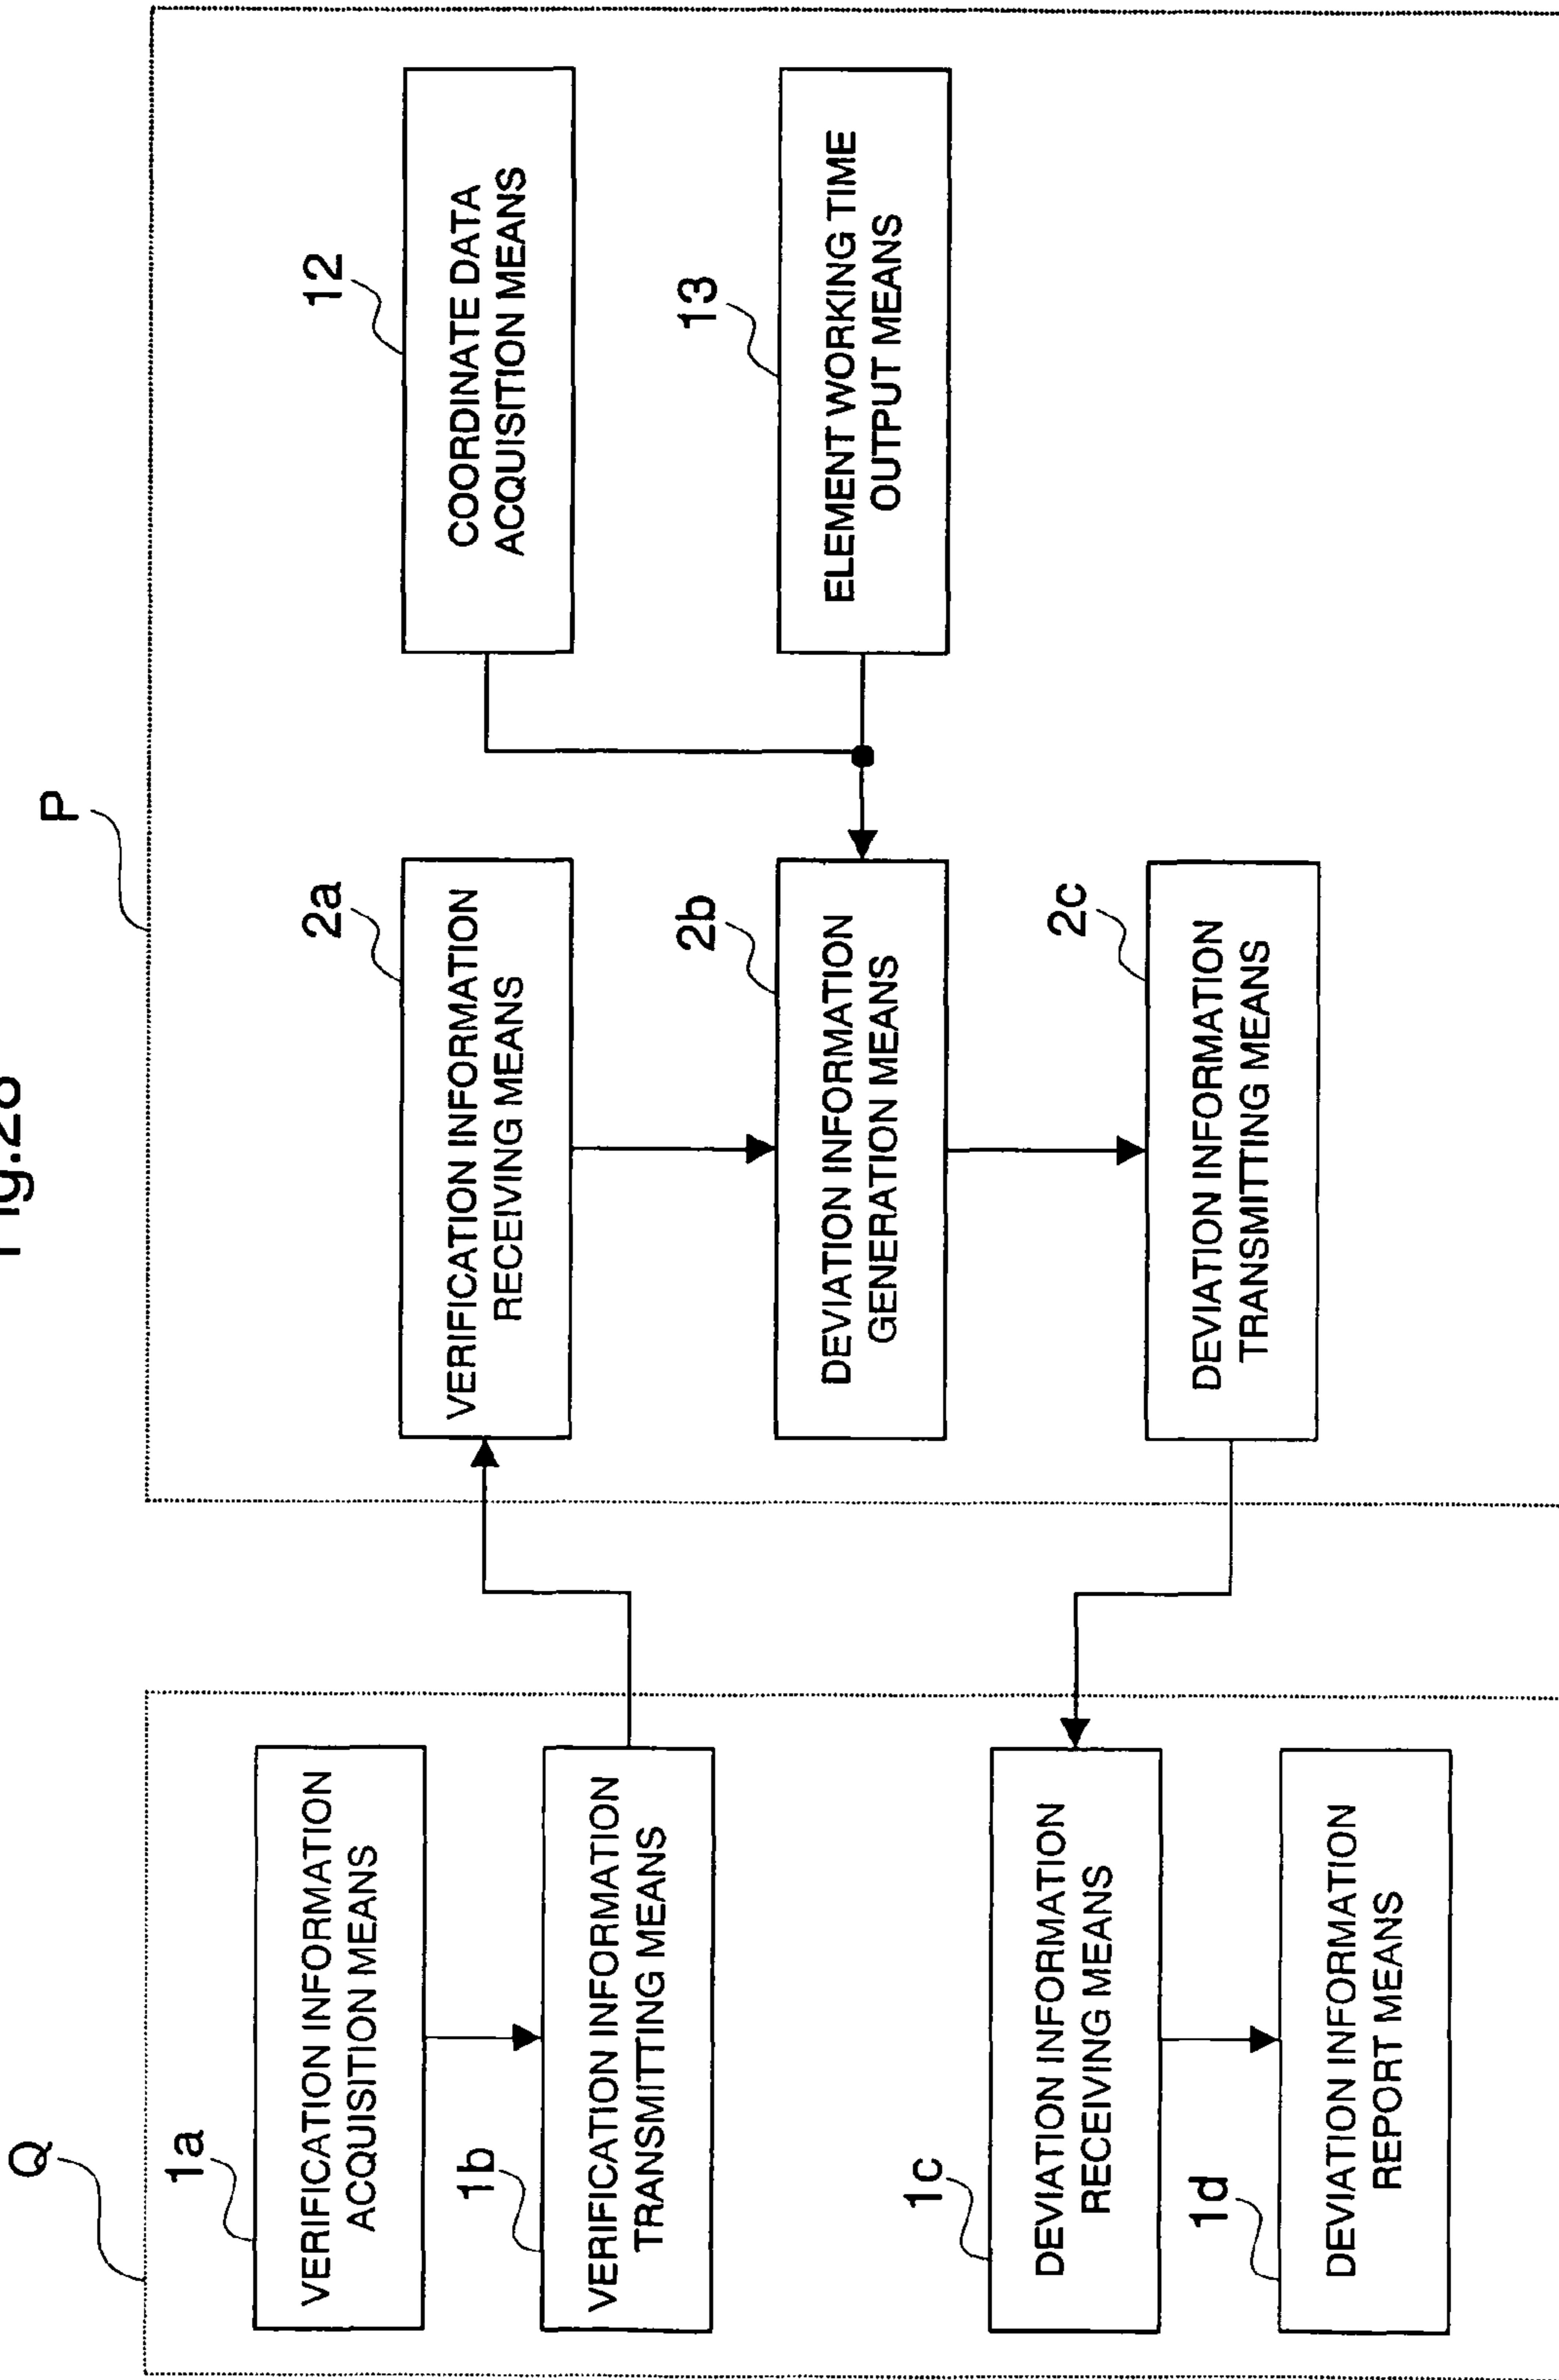 Fig.28
Q
1a
VERIFICATION INFORMATION
ACQUISITION MEANS
1b
VERIFICATION INFORMATION
TRANSMITTING MEANS
1c
DEVIATION INFORMATION
RECEIVING MEANS
1d
DEVIATION INFORMATION
REPORT MEANS
P
2a
VERIFICATION INFORMATION
RECEIVING MEANS
2b
DEVIATION INFORMATION
GENERATION MEANS
2c
DEVIATION INFORMATION
TRANSMITTING MEANS
12
COORDINATE DATA
ACQUISITION MEANS
13
ELEMENT WORKING TIME
OUTPUT MEANS